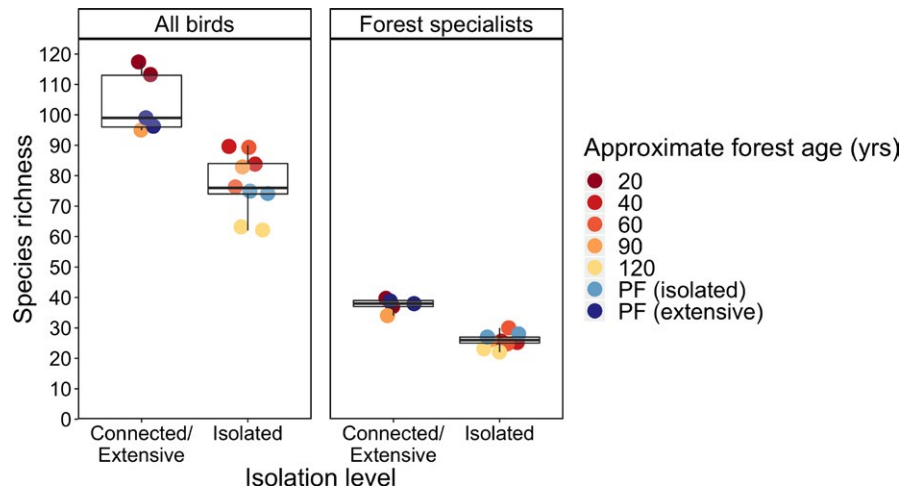 All birds
Forest specialists
Species richness
120
110
100
90
80
70
60
50
40
30
20
10
0
Connected/
Extensive
Isolated
Connected/
Extensive
Isolated
Isolation level
Approximate forest age (yrs)
20
40
60
90
120
PF (isolated)
PF (extensive)